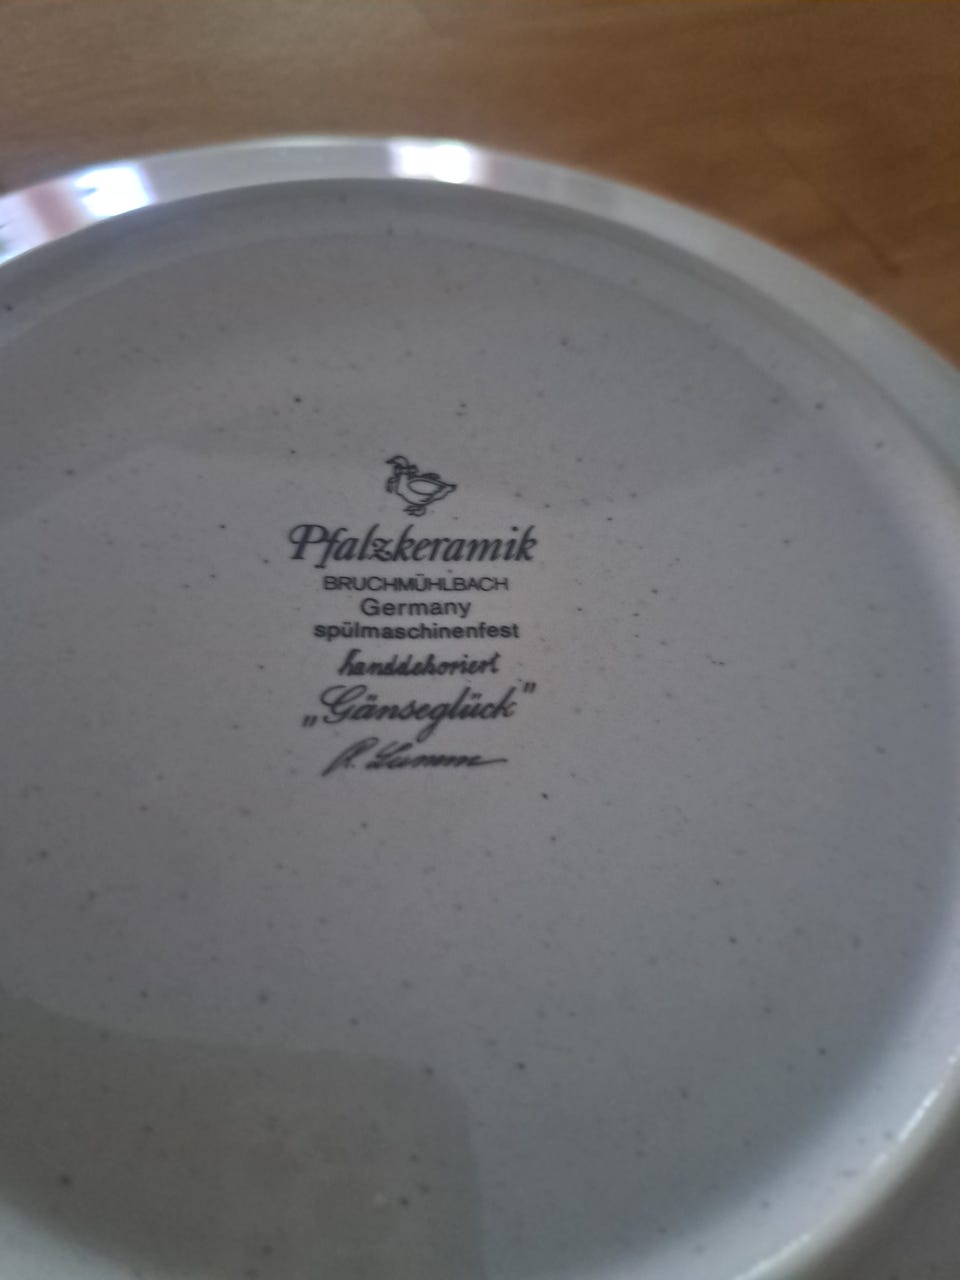 Pfalzkeramik
BRUCHMÜHLBACH
Germany
spülmaschinenfest
handdekoriert
„Gänseglück”